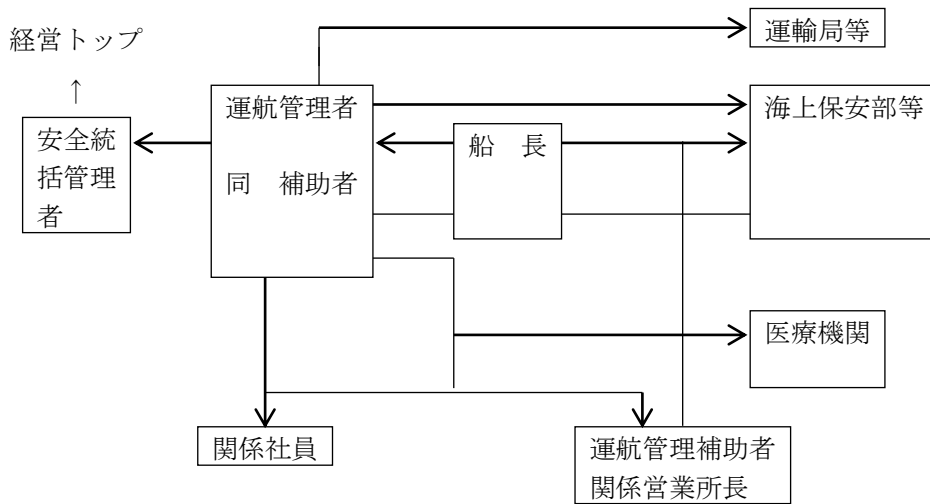 運輸局等
経営トップ
↑
運航管理者
同　補助者
海上保安部等
安全統
括管理
者
船　長
医療機関
関係社員
運航管理補助者
関係営業所長